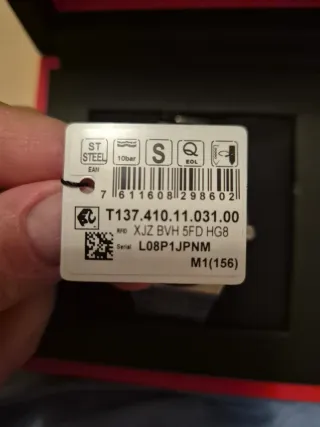 ST
STEEL
10bar
S
Q
EOL
EAN
7 611608 298602
T137.410.11.031.00
RFID XJZ BVH 5FD HG8
Serial L08P1JPNM
M1(156)